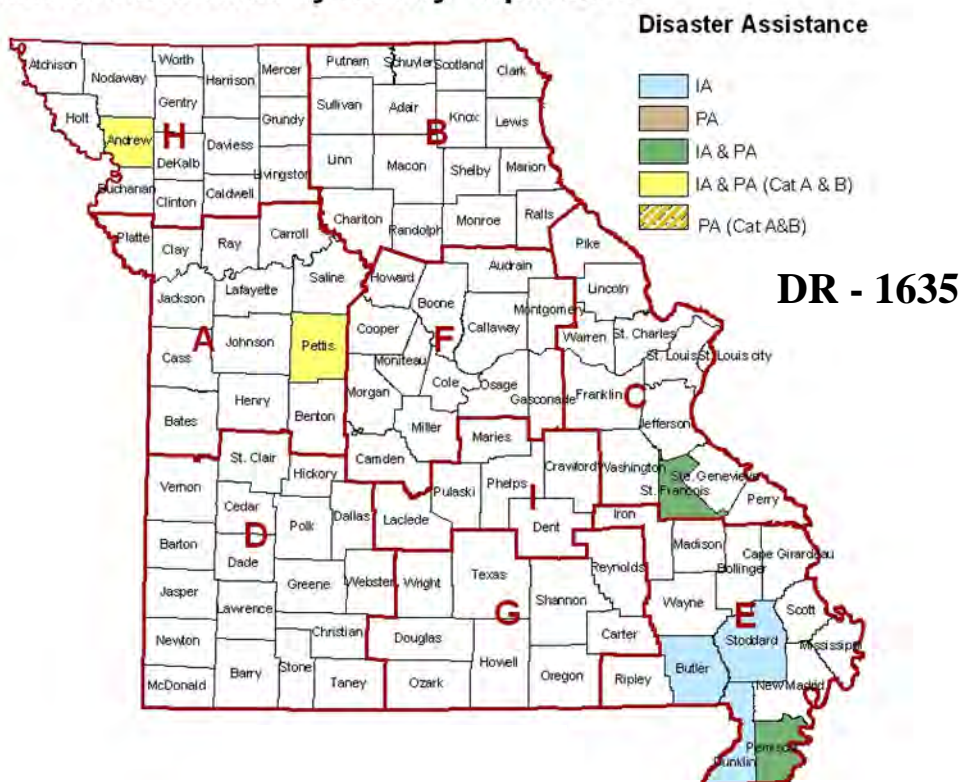 Disaster Assistance
IA
PA
IA & PA
IA & PA (Cat A & B)
PA (Cat A&B)
DR - 1635
Atchison
Nodaway
Worth
Harrison
Mercer
Putnam
Schuyler
Scotland
Clark
Gentry
Sullivan
Adair
Knox
Lewis
Holt
Andrew
H
Grundy
B
DeKalb
Daviess
Linn
Macon
Shelby
Marion
Livingston
Buchanan
Clinton
Caldwell
Chariton
Randolph
Monroe
Ralls
Platte
Clay
Ray
Carroll
Pike
Audrain
Saline
Howard
Lafayette
Jackson
Boone
Lincoln
Montgomery
Cooper
Callaway
F
Warren
St. Charles
A
Johnson
Pettis
Cass
Moniteau
St. Louis
St. Louis city
Cole
Osage
Morgan
Gasconade
Franklin
C
Henry
Benton
Bates
Miller
Jefferson
Maries
St. Clair
Camden
Hickory
Crawford
Washington
Ste. Genevieve
Vernon
Pulaski
Phelps
I
St. Francois
Perry
Cedar
Polk
Dallas
Laclede
Dent
Iron
D
Barton
Madison
Cape Girardeau
Dade
Bollinger
Greene
Webster
Wright
Texas
Reynolds
Jasper
Lawrence
G
Shannon
Wayne
E
Scott
Christian
Douglas
Carter
Stoddard
Mississippi
Newton
Barry
Stone
Taney
Howell
Butler
McDonald
Ozark
Oregon
Ripley
New Madrid
Pemiscot
Dunklin